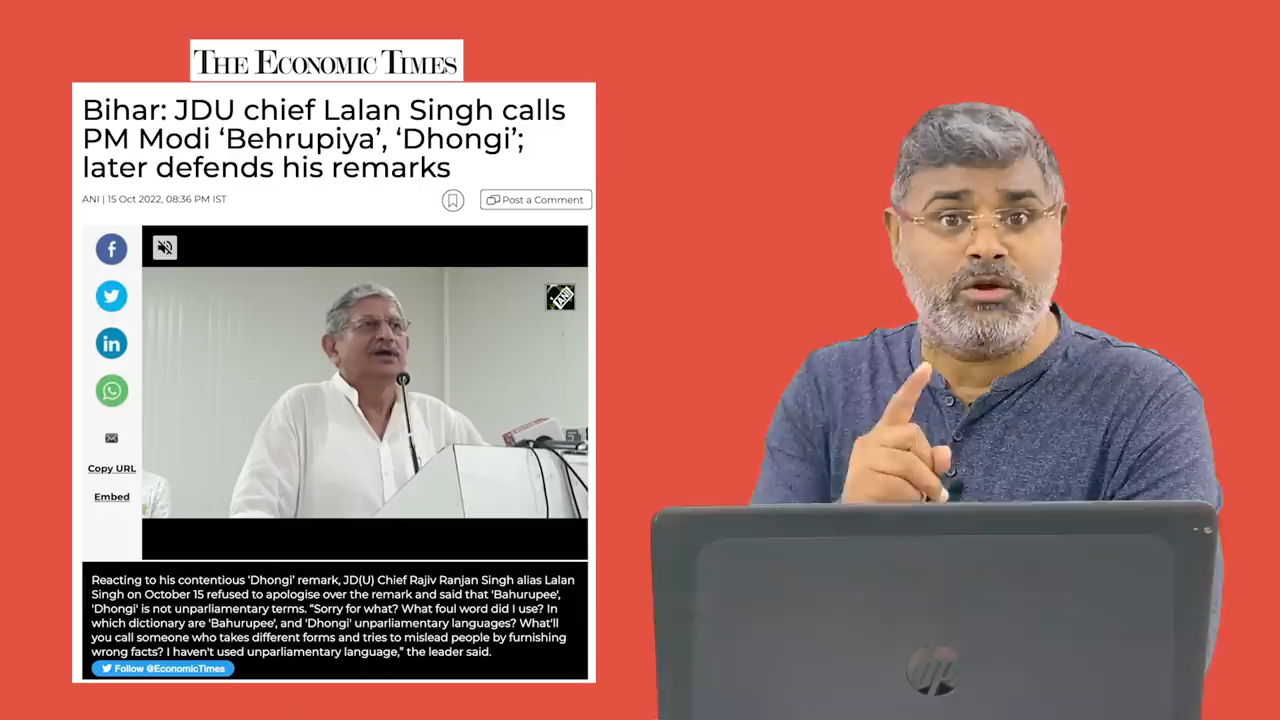 THE ECONOMIC TIMES
Bihar: JDU chief Lalan Singh calls
PM Modi ‘Behrupiya’, ‘Dhongi’;
later defends his remarks
ANI | 15 Oct 2022, 08:36 PM IST
Post a Comment
ANI
Copy URL
Embed
Reacting to his contentious ‘Dhongi’ remark, JD(U) Chief Rajiv Ranjan Singh alias Lalan
Singh on October 15 refused to apologise over the remark and said that 'Bahurupee',
'Dhongi' is not unparliamentary terms. “Sorry for what? What foul word did I use? In
which dictionary are 'Bahurupee', and 'Dhongi' unparliamentary languages? What'll
you call someone who takes different forms and tries to mislead people by furnishing
wrong facts? I haven't used unparliamentary language,” the leader said.
Follow @EconomicTimes
hp